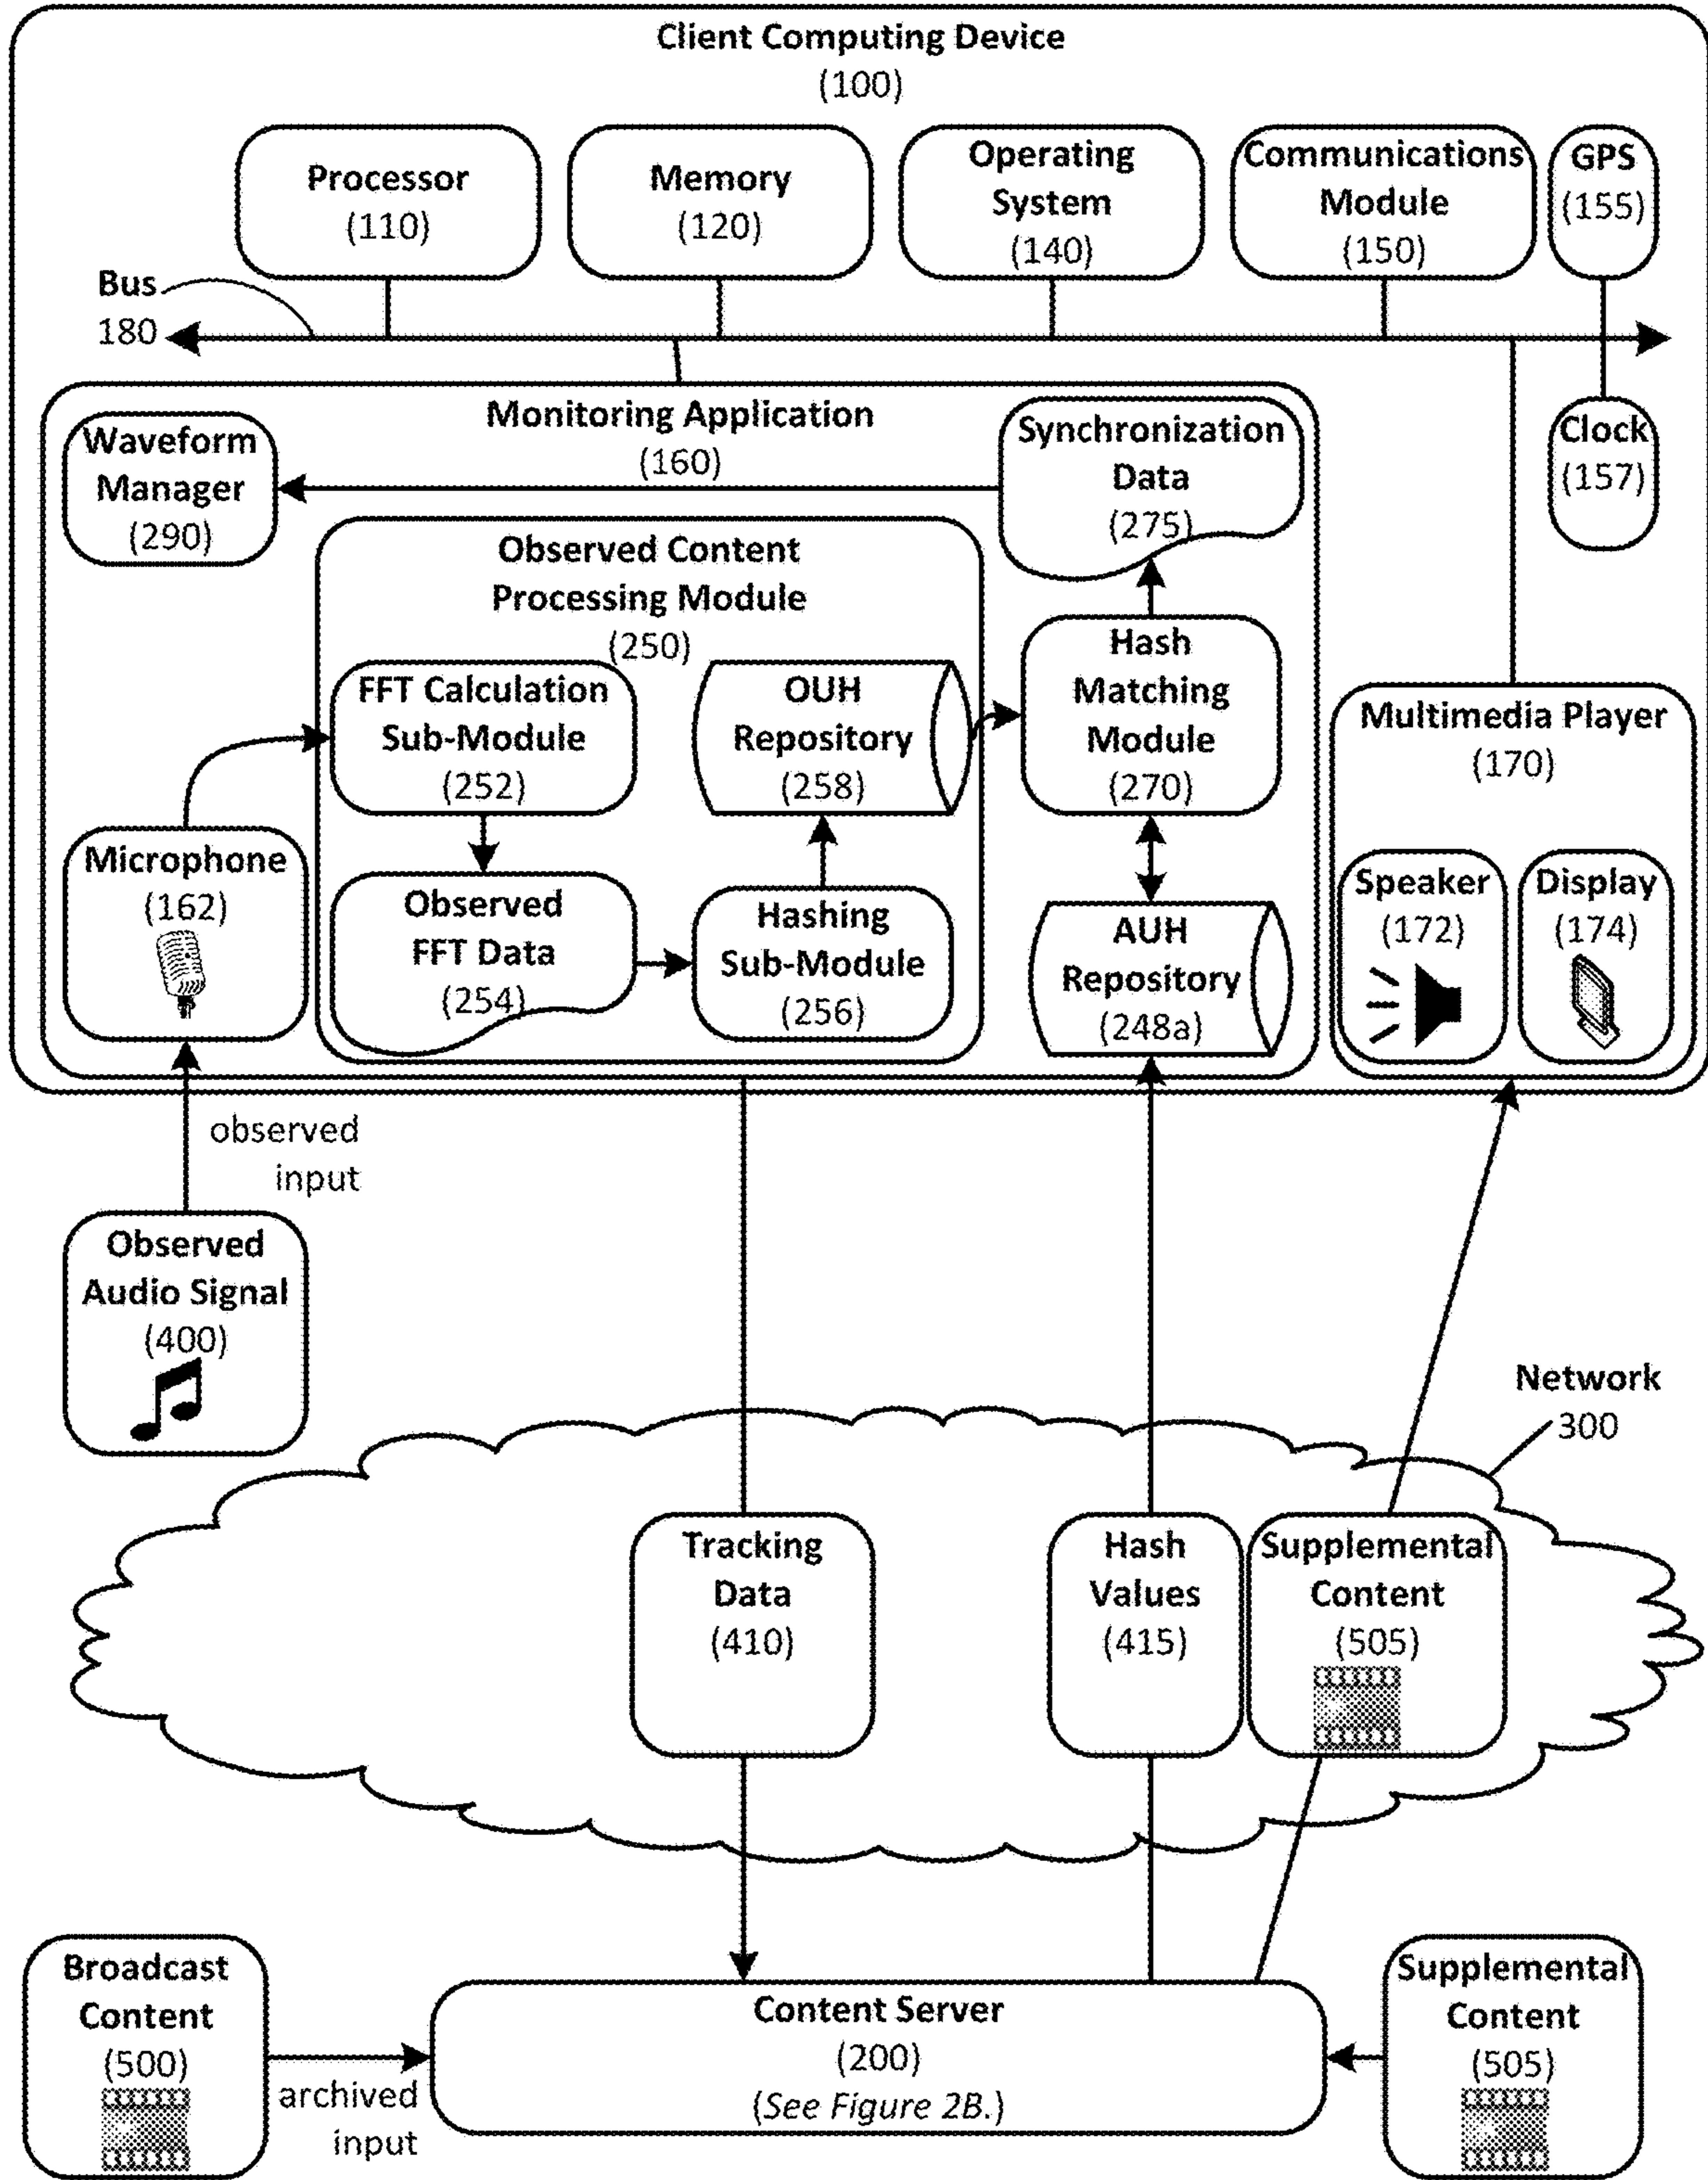 Client Computing Device
(100)
Processor
(110)
Memory
(120)
Operating
System
(140)
Communications
Module
(150)
GPS
(155)
Bus
180
Monitoring Application
(160)
Waveform
Manager
(290)
Synchronization
Data
(275)
Clock
(157)
Observed Content
Processing Module
(250)
FFT Calculation
Sub-Module
(252)
OUH
Repository
(258)
Hash
Matching
Module
(270)
Multimedia Player
(170)
Microphone
(162)
Observed
FFT Data
(254)
Hashing
Sub-Module
(256)
AUH
Repository
(248a)
Speaker
(172)
Display
(174)
observed
input
Observed
Audio Signal
(400)
Network
300
Tracking
Data
(410)
Hash
Values
(415)
Supplemental
Content
(505)
Broadcast
Content
(500)
archived
input
Content Server
(200)
(See Figure 2B.)
Supplemental
Content
(505)